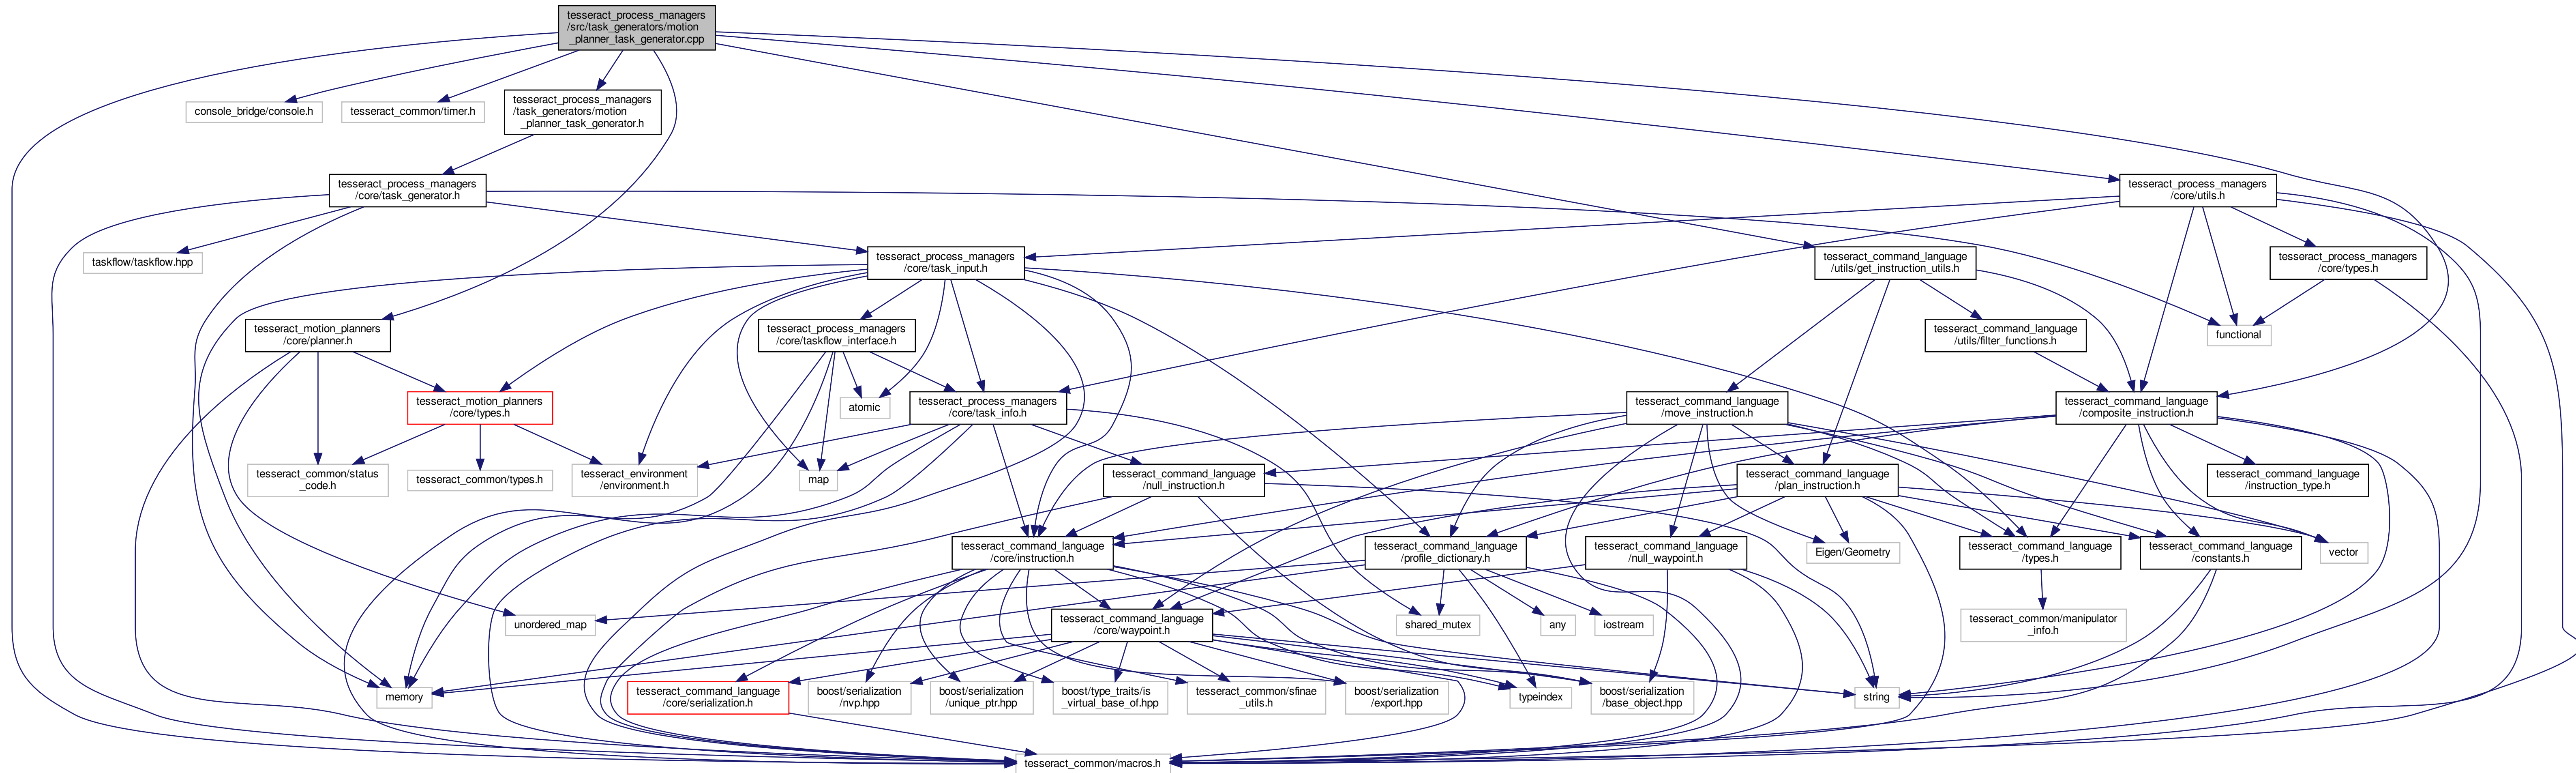 tesseract_process_managers
/src/task_generators/motion
_planner_task_generator.cpp
console_bridge/console.h
tesseract_common/timer.h
tesseract_process_managers
/task_generators/motion
_planner_task_generator.h
tesseract_process_managers
/core/task_generator.h
tesseract_process_managers
/core/utils.h
taskflow/taskflow.hpp
tesseract_process_managers
/core/task_input.h
tesseract_command_language
/utils/get_instruction_utils.h
tesseract_process_managers
/core/types.h
tesseract_motion_planners
/core/planner.h
tesseract_process_managers
/core/taskflow_interface.h
tesseract_command_language
/utils/filter_functions.h
functional
tesseract_motion_planners
/core/types.h
atomic
tesseract_process_managers
/core/task_info.h
tesseract_command_language
/move_instruction.h
tesseract_command_language
/composite_instruction.h
tesseract_common/status
_code.h
tesseract_common/types.h
tesseract_environment
/environment.h
map
tesseract_command_language
/null_instruction.h
tesseract_command_language
/plan_instruction.h
tesseract_command_language
/instruction_type.h
tesseract_command_language
/core/instruction.h
tesseract_command_language
/profile_dictionary.h
tesseract_command_language
/null_waypoint.h
Eigen/Geometry
tesseract_command_language
/types.h
tesseract_command_language
/constants.h
vector
unordered_map
tesseract_command_language
/core/waypoint.h
shared_mutex
any
iostream
tesseract_common/manipulator
_info.h
memory
tesseract_command_language
/core/serialization.h
boost/serialization
/nvp.hpp
boost/serialization
/unique_ptr.hpp
boost/type_traits/is
_virtual_base_of.hpp
tesseract_common/sfinae
_utils.h
boost/serialization
/export.hpp
typeindex
boost/serialization
/base_object.hpp
string
tesseract_common/macros.h